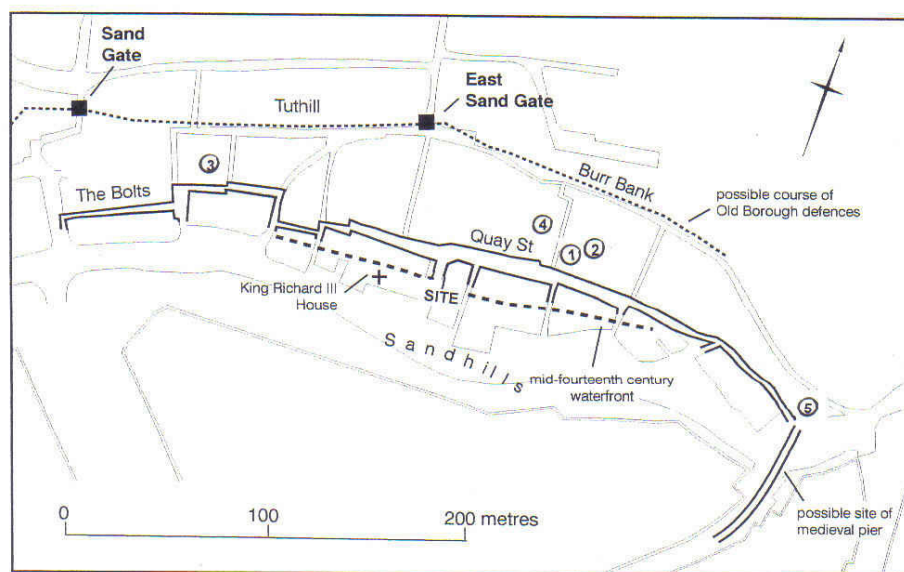 Sand
Gate
East
Sand Gate
Tuthill
Burr Bank
The Bolts
3
possible course of
Old Borough defences
4
Quay St
1
2
King Richard III
House
SITE
Sandhills
mid-fourteenth century
waterfront
5
0
100
200 metres
possible site of
medieval pier